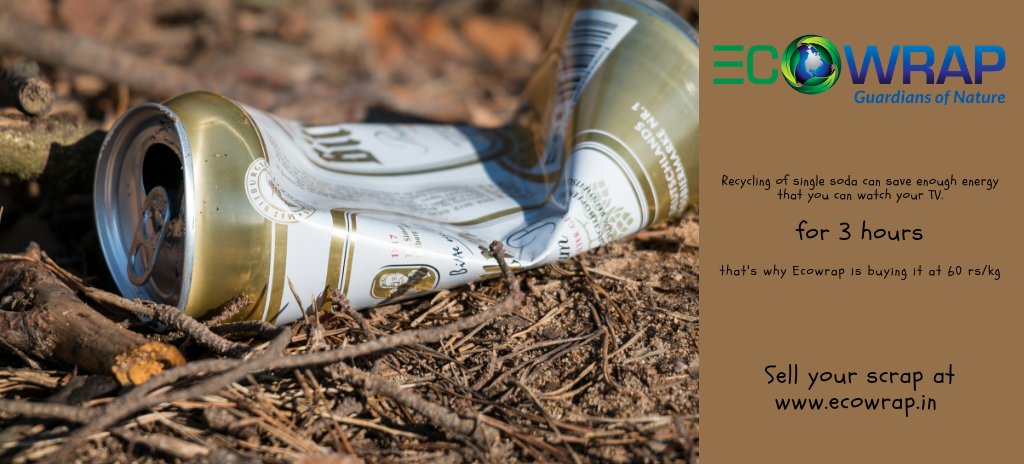 ECOWRAP
Guardians of Nature
Recycling of single soda can save enough energy
that you can watch your TV.
for 3 hours
that's why Ecowrap is buying it at 60 rs/kg
Sell your scrap at
www.ecowrap.in